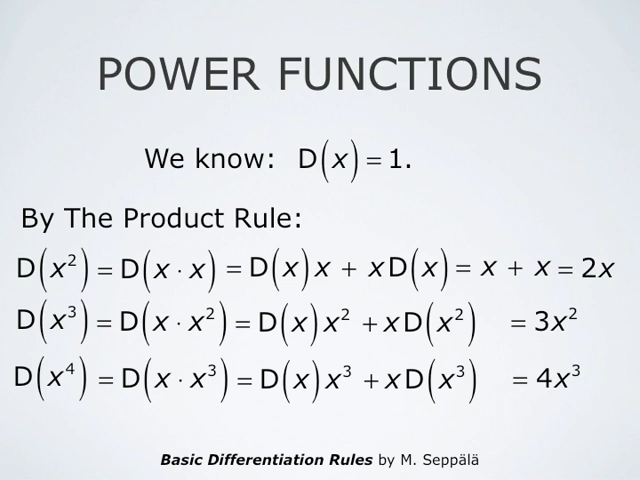 POWER FUNCTIONS
We know: D(x) = 1.
By The Product Rule:
D(x²) = D(x · x) = D(x)x + xD(x) = x + x = 2x
D(x³) = D(x · x²) = D(x)x² + xD(x²) = 3x²
D(x⁴) = D(x · x³) = D(x)x³ + xD(x³) = 4x³
Basic Differentiation Rules by M. Seppälä